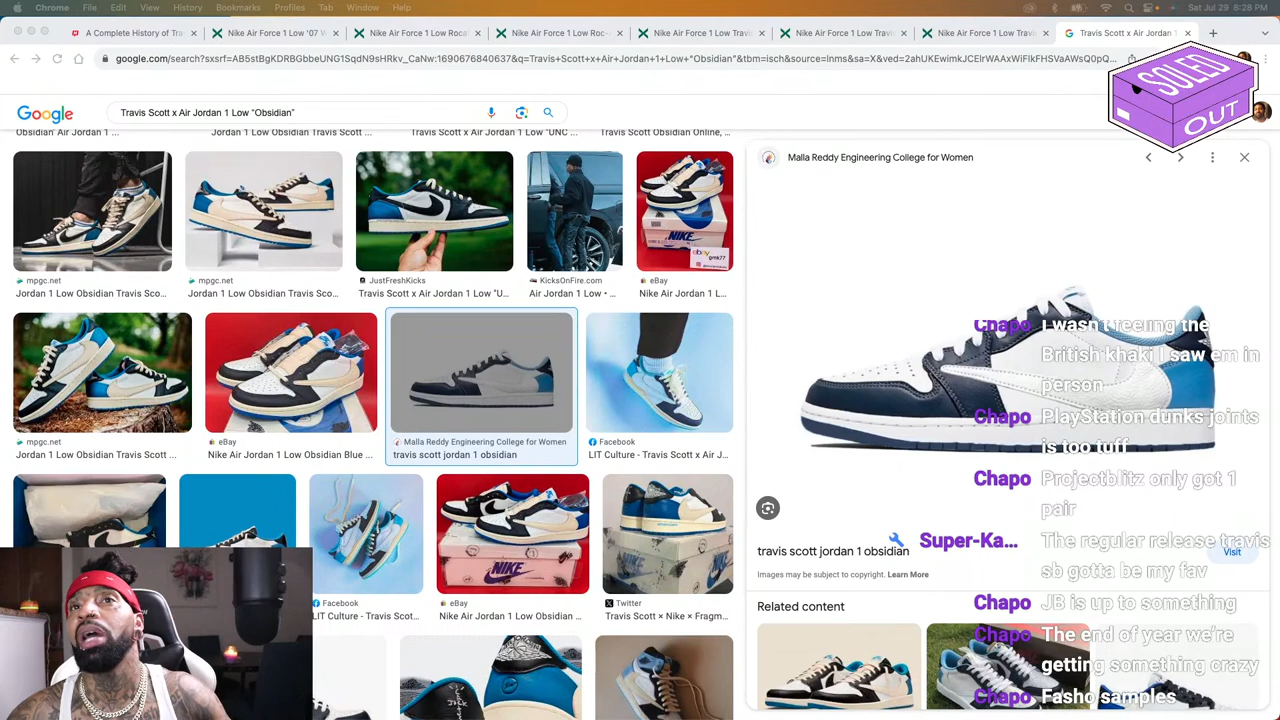 Chrome File Edit View History Bookmarks Profiles Tab Window Help
Sat Jul 29 8:28 PM
A Complete History of Tra
Nike Air Force 1 Low '07 W
Nike Air Force 1 Low Rocaf
Nike Air Force 1 Low Roc-
Nike Air Force 1 Low Travis
Nike Air Force 1 Low Travi
Nike Air Force 1 Low Travi
Travis Scott x Air Jordan 1
SOLED
OUT
Google
Travis Scott x Air Jordan 1 Low "Obsidian"
Obsidian' Air Jordan 1 ...
Jordan 1 Low Obsidian Travis Scott ...
Travis Scott x Air Jordan 1 Low "UNC ...
Travis Scott Obsidian Online, ...
Malla Reddy Engineering College for Women
NIKE
ebay
gmk77
mpgc.net
Jordan 1 Low Obsidian Travis Sco...
mpgc.net
Jordan 1 Low Obsidian Travis Sco...
JustFreshKicks
Travis Scott x Air Jordan 1 Low "U...
KicksOnFire.com
Air Jordan 1 Low • ...
eBay
Nike Air Jordan 1 L...
mpgc.net
Jordan 1 Low Obsidian Travis Scott ...
eBay
Nike Air Jordan 1 Low Obsidian Blue ...
Malla Reddy Engineering College for Women
travis scott jordan 1 obsidian
Facebook
LIT Culture - Travis Scott x Air J...
Facebook
LIT Culture - Travis Scot...
eBay
Nike Air Jordan 1 Low Obsidian ...
Twitter
Travis Scott × Nike × Fragm...
Chapo I wasn't feeling the
British khaki I saw em in
person
Chapo PlayStation dunks joints
is too tuff
Chapo Projectblitz only got 1
pair
Super-Ka... The regular release travis
sb gotta be my fav
Chapo JB is up to something
Chapo The end of year we're
getting something crazy
Chapo Fasho samples
travis scott jordan 1 obsidian
Visit
Images may be subject to copyright. Learn More
Related content